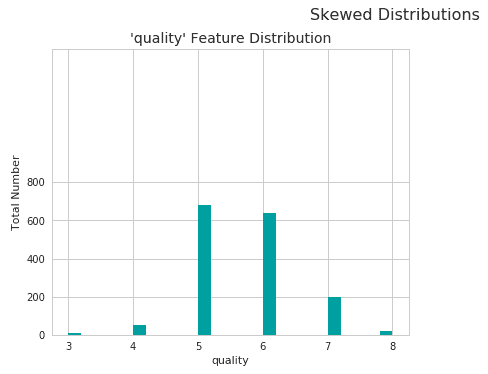 Skewed Distributions
'quality' Feature Distribution
Total Number
800
600
400
200
0
3 4 5 6 7 8
quality